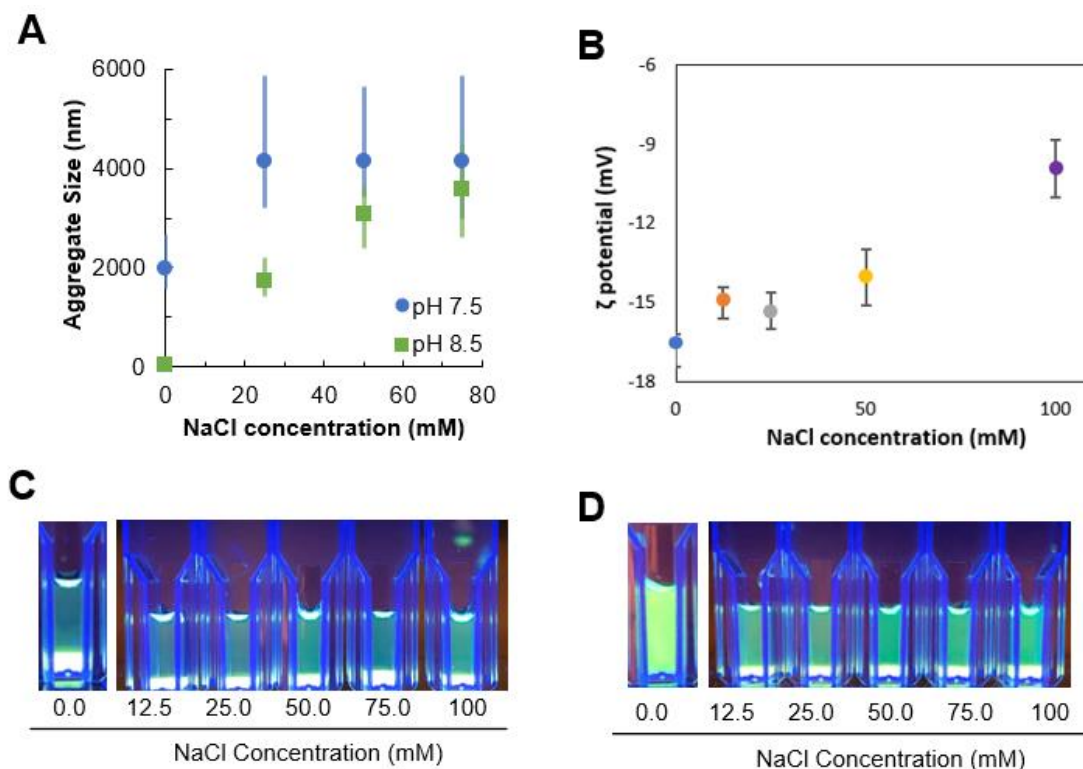 A
6000
4000
2000
0
Aggregate Size (nm)
pH 7.5
pH 8.5
0 20 40 60 80
NaCl concentration (mM)
B
-6
-9
-12
-15
-18
ζ potential (mV)
0 50 100
NaCl concentration (mM)
C
0.0 12.5 25.0 50.0 75.0 100
NaCl Concentration (mM)
D
0.0 12.5 25.0 50.0 75.0 100
NaCl Concentration (mM)